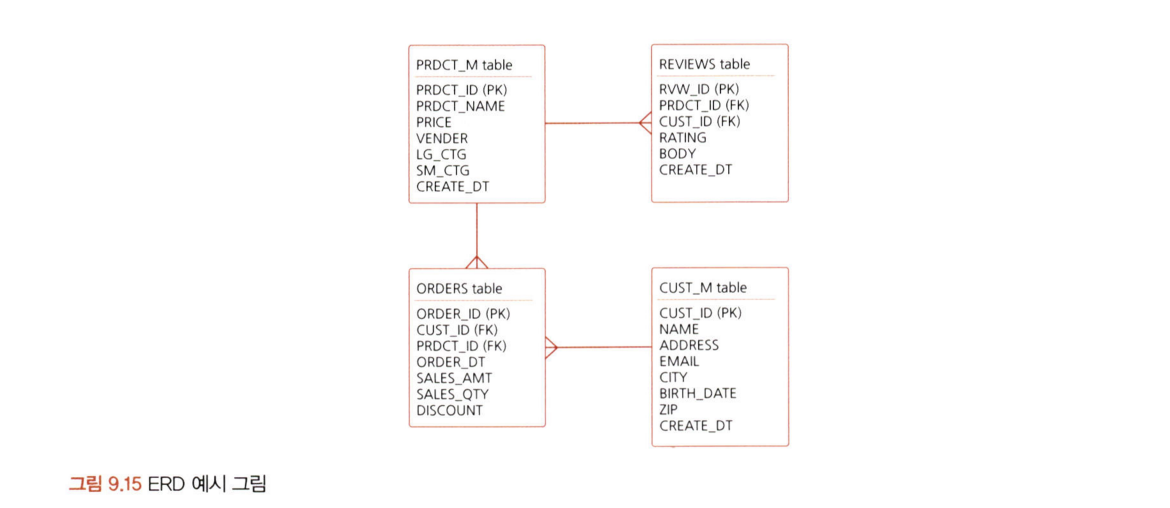 PRDCT_M table
PRDCT_ID (PK)
PRDCT_NAME
PRICE
VENDER
LG_CTG
SM_CTG
CREATE_DT
REVIEWS table
RVW_ID (PK)
PRDCT_ID (FK)
CUST_ID (FK)
RATING
BODY
CREATE_DT
ORDERS table
ORDER_ID (PK)
CUST_ID (FK)
PRDCT_ID (FK)
ORDER_DT
SALES_AMT
SALES_QTY
DISCOUNT
CUST_M table
CUST_ID (PK)
NAME
ADDRESS
EMAIL
CITY
BIRTH_DATE
ZIP
CREATE_DT
그림 9.15 ERD 예시 그림